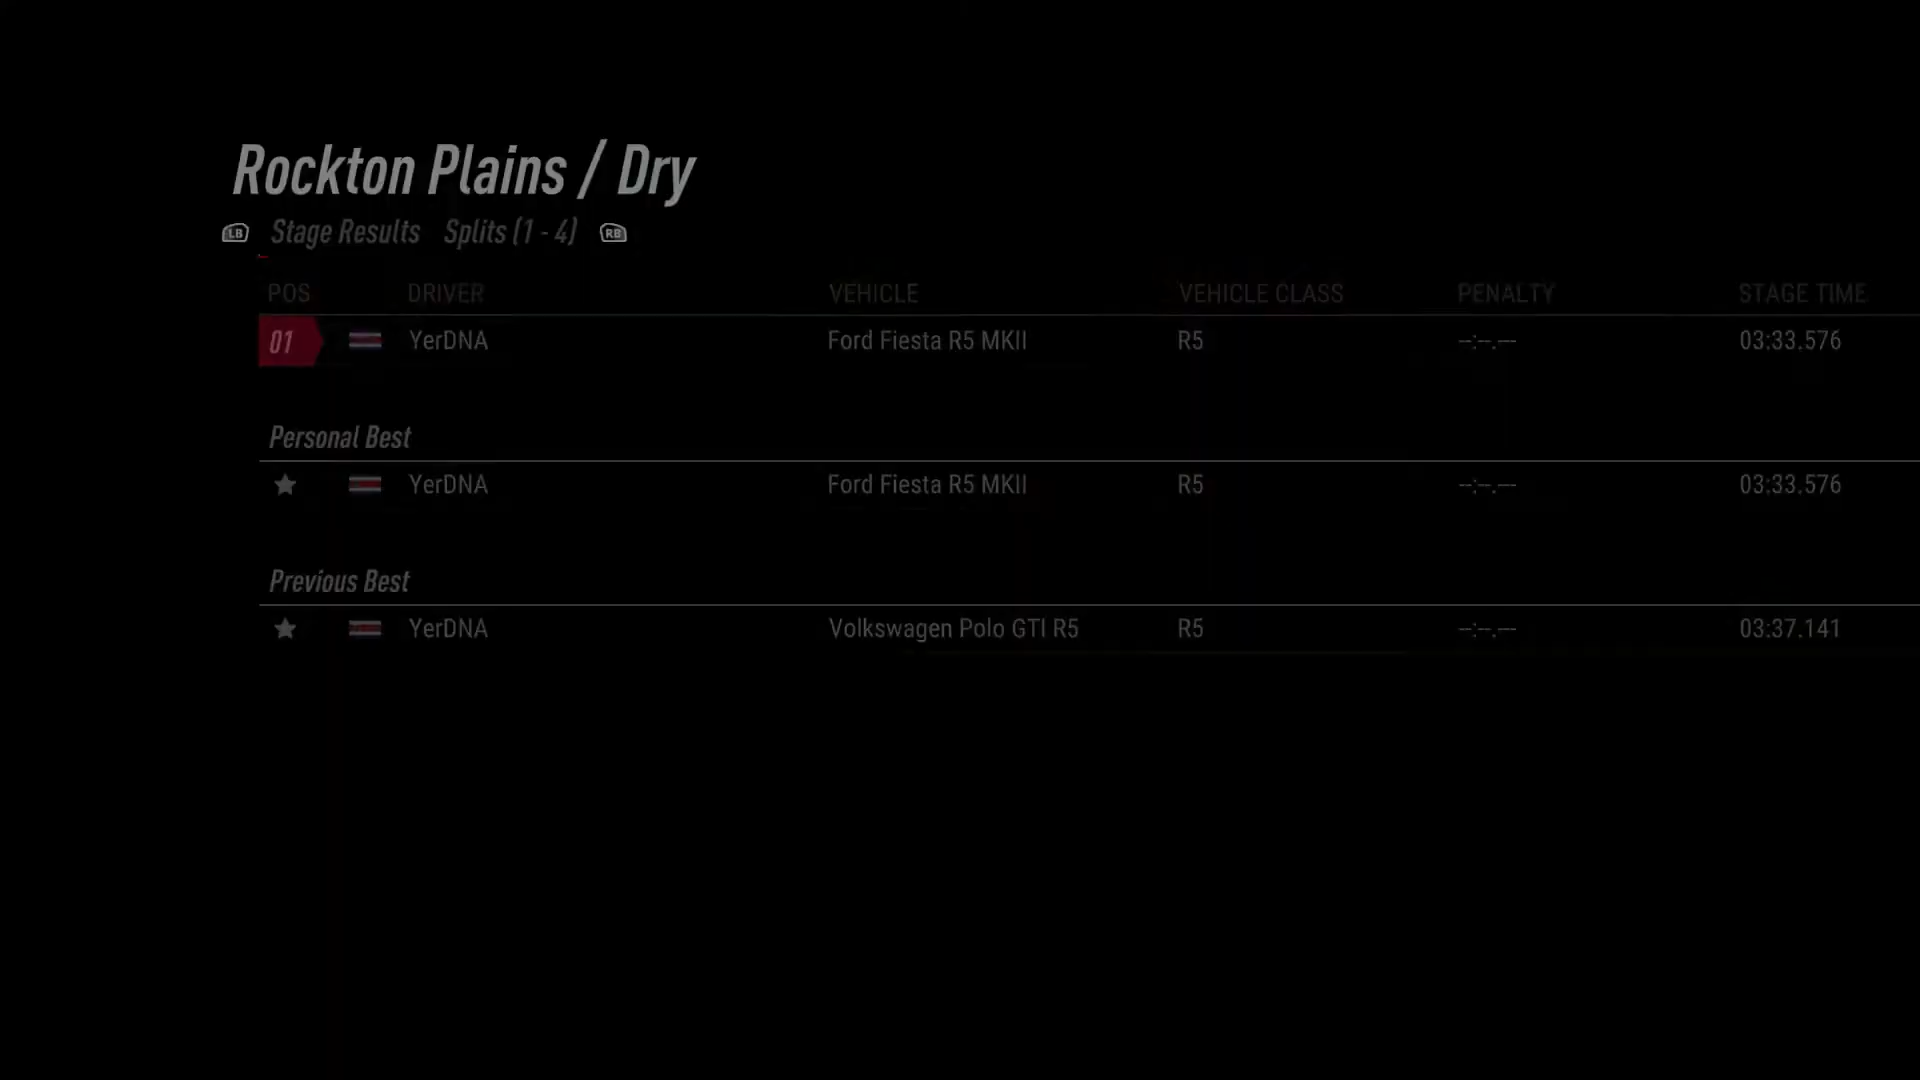 Rockton Plains / Dry
LB Stage Results Splits (1 - 4) RB
POS DRIVER VEHICLE VEHICLE CLASS PENALTY STAGE TIME
01 YerDNA Ford Fiesta R5 MKII R5 --:--.--- 03:33.576
Personal Best
YerDNA Ford Fiesta R5 MKII R5 --:--.--- 03:33.576
Previous Best
YerDNA Volkswagen Polo GTI R5 R5 --:--.--- 03:37.141